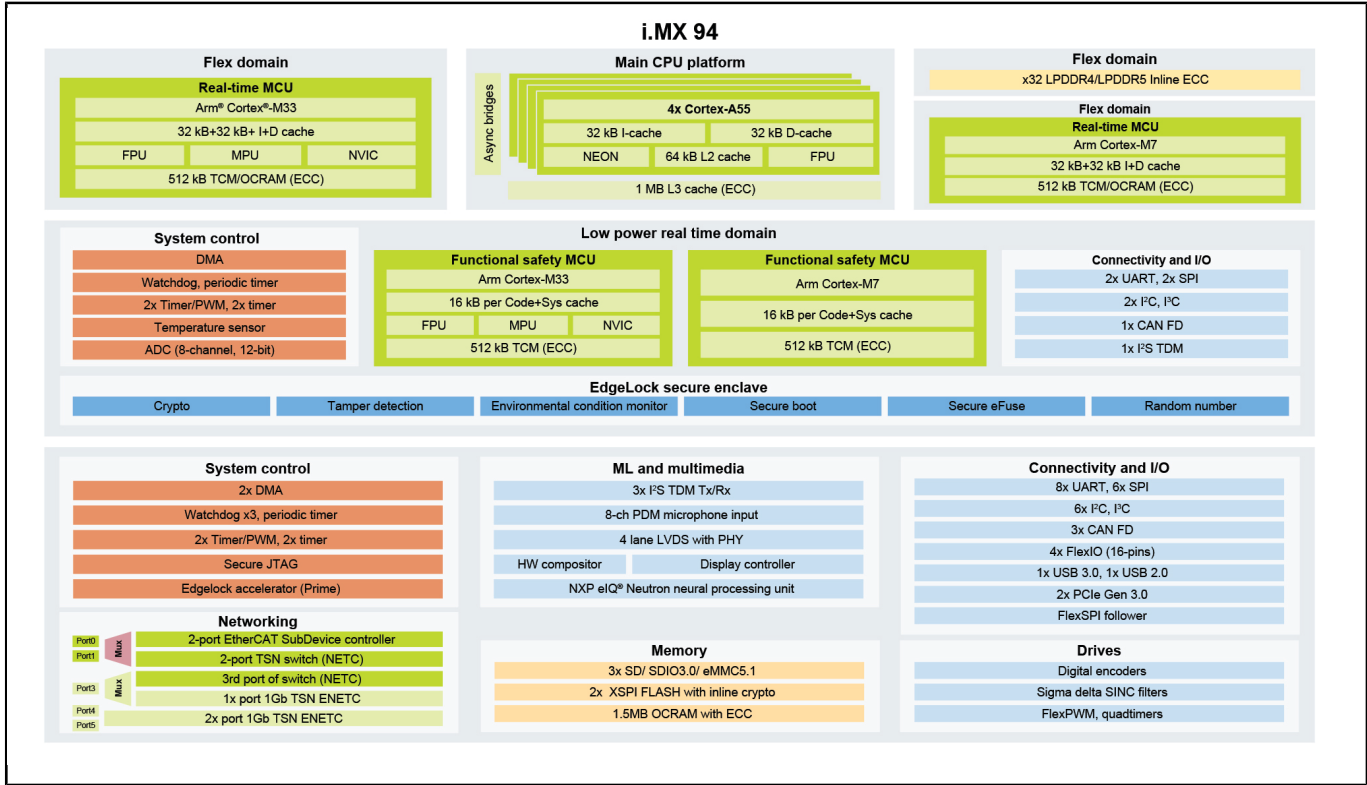 i.MX 94
Flex domain
Real-time MCU
Arm® Cortex®-M33
32 kB+32 kB+ I+D cache
FPU
MPU
NVIC
512 kB TCM/OCRAM (ECC)
Main CPU platform
Async bridges
4x Cortex-A55
32 kB I-cache
32 kB D-cache
NEON
64 kB L2 cache
FPU
1 MB L3 cache (ECC)
Flex domain
x32 LPDDR4/LPDDR5 Inline ECC
Flex domain
Real-time MCU
Arm Cortex-M7
32 kB+32 kB I+D cache
512 kB TCM/OCRAM (ECC)
Low power real time domain
System control
DMA
Watchdog, periodic timer
2x Timer/PWM, 2x timer
Temperature sensor
ADC (8-channel, 12-bit)
Functional safety MCU
Arm Cortex-M33
16 kB per Code+Sys cache
FPU
MPU
NVIC
512 kB TCM (ECC)
Functional safety MCU
Arm Cortex-M7
16 kB per Code+Sys cache
512 kB TCM (ECC)
Connectivity and I/O
2x UART, 2x SPI
2x I²C, I³C
1x CAN FD
1x I²S TDM
EdgeLock secure enclave
Crypto
Tamper detection
Environmental condition monitor
Secure boot
Secure eFuse
Random number
System control
2x DMA
Watchdog x3, periodic timer
2x Timer/PWM, 2x timer
Secure JTAG
Edgelock accelerator (Prime)
Networking
Port0
Port1
Mux
2-port EtherCAT SubDevice controller
2-port TSN switch (NETC)
Port3
Mux
3rd port of switch (NETC)
1x port 1Gb TSN ENETC
Port4
Port5
2x port 1Gb TSN ENETC
ML and multimedia
3x I²S TDM Tx/Rx
8-ch PDM microphone input
4 lane LVDS with PHY
HW compositor
Display controller
NXP eIQ® Neutron neural processing unit
Memory
3x SD/ SDIO3.0/ eMMC5.1
2x XSPI FLASH with inline crypto
1.5MB OCRAM with ECC
Connectivity and I/O
8x UART, 6x SPI
6x I²C, I³C
3x CAN FD
4x FlexIO (16-pins)
1x USB 3.0, 1x USB 2.0
2x PCIe Gen 3.0
FlexSPI follower
Drives
Digital encoders
Sigma delta SINC filters
FlexPWM, quadtimers